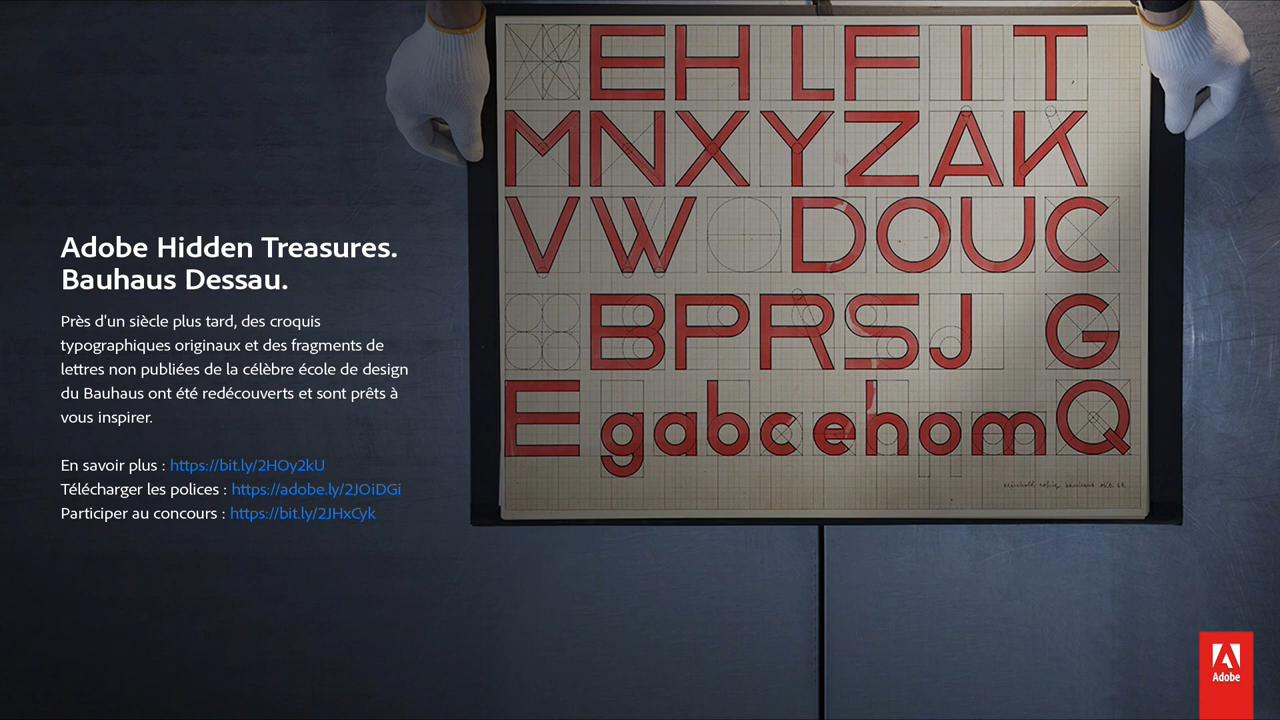 Adobe Hidden Treasures.
Bauhaus Dessau.
Près d'un siècle plus tard, des croquis
typographiques originaux et des fragments de
lettres non publiées de la célèbre école de design
du Bauhaus ont été redécouverts et sont prêts à
vous inspirer.
En savoir plus : https://bit.ly/2HOy2kU
Télécharger les polices : https://adobe.ly/2JOiDGi
Participer au concours : https://bit.ly/2JHxCyk
EHLFIT
MNXYZAK
VW DOUC
BPRSJ G
E gabcehom Q
Adobe